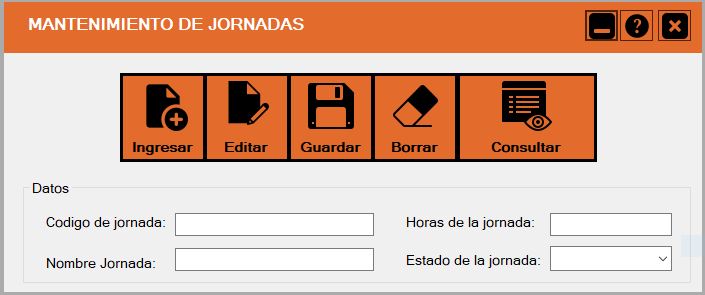 MANTENIMIENTO DE JORNADAS
Ingresar Editar Guardar Borrar Consultar
Datos
Codigo de jornada: Horas de la jornada:
Nombre Jornada: Estado de la jornada: